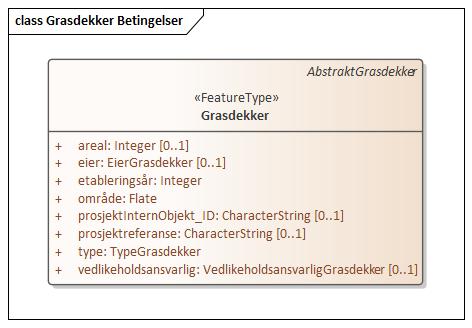 class Grasdekker Betingelser
AbstraktGrasdekker
«FeatureType»
Grasdekker
+ areal: Integer [0..1]
+ eier: EierGrasdekker [0..1]
+ etableringsår: Integer
+ område: Flate
+ prosjektInternObjekt_ID: CharacterString [0..1]
+ prosjektreferanse: CharacterString [0..1]
+ type: TypeGrasdekker
+ vedlikeholdsansvarlig: VedlikeholdsansvarligGrasdekker [0..1]